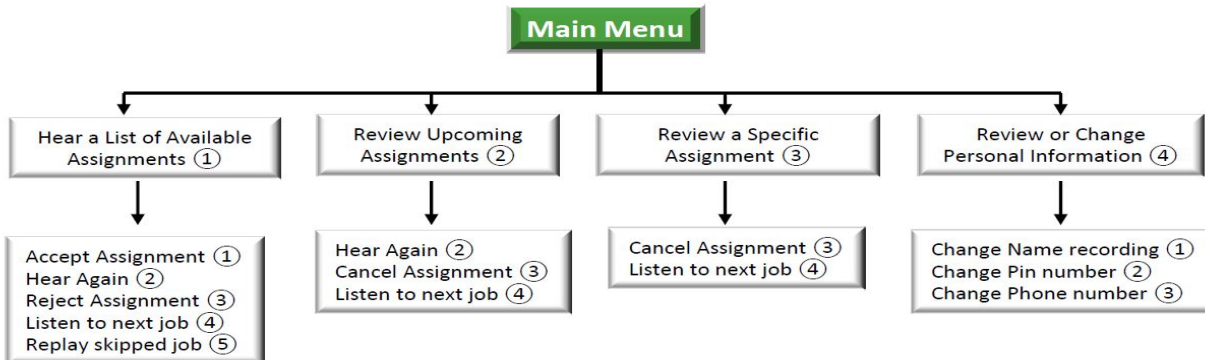 Main Menu
Hear a List of Available
Assignments ①
Review Upcoming
Assignments ②
Review a Specific
Assignment ③
Review or Change
Personal Information ④
Accept Assignment ①
Hear Again ②
Reject Assignment ③
Listen to next job ④
Replay skipped job ⑤
Hear Again ②
Cancel Assignment ③
Listen to next job ④
Cancel Assignment ③
Listen to next job ④
Change Name recording ①
Change Pin number ②
Change Phone number ③